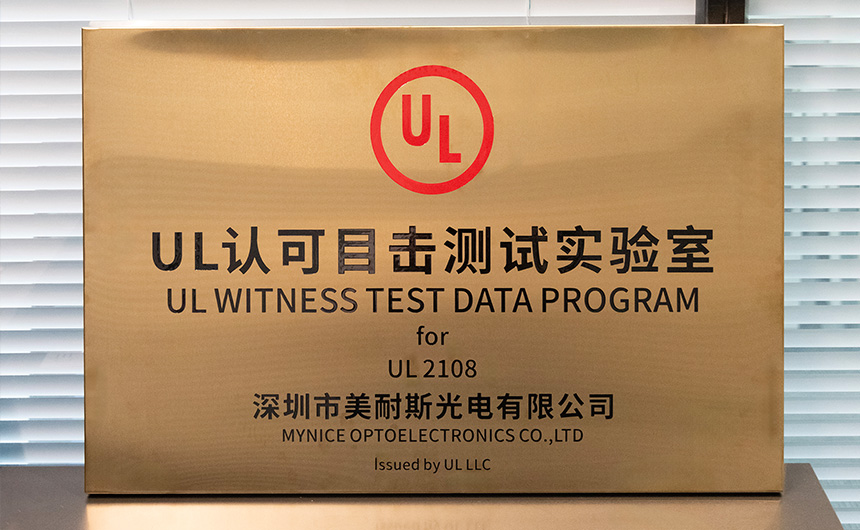 UL
UL认可目击测试实验室
UL WITNESS TEST DATA PROGRAM
for
UL 2108
深圳市美耐斯光电有限公司
MYNICE OPTOELECTRONICS CO.,LTD
Issued by UL LLC